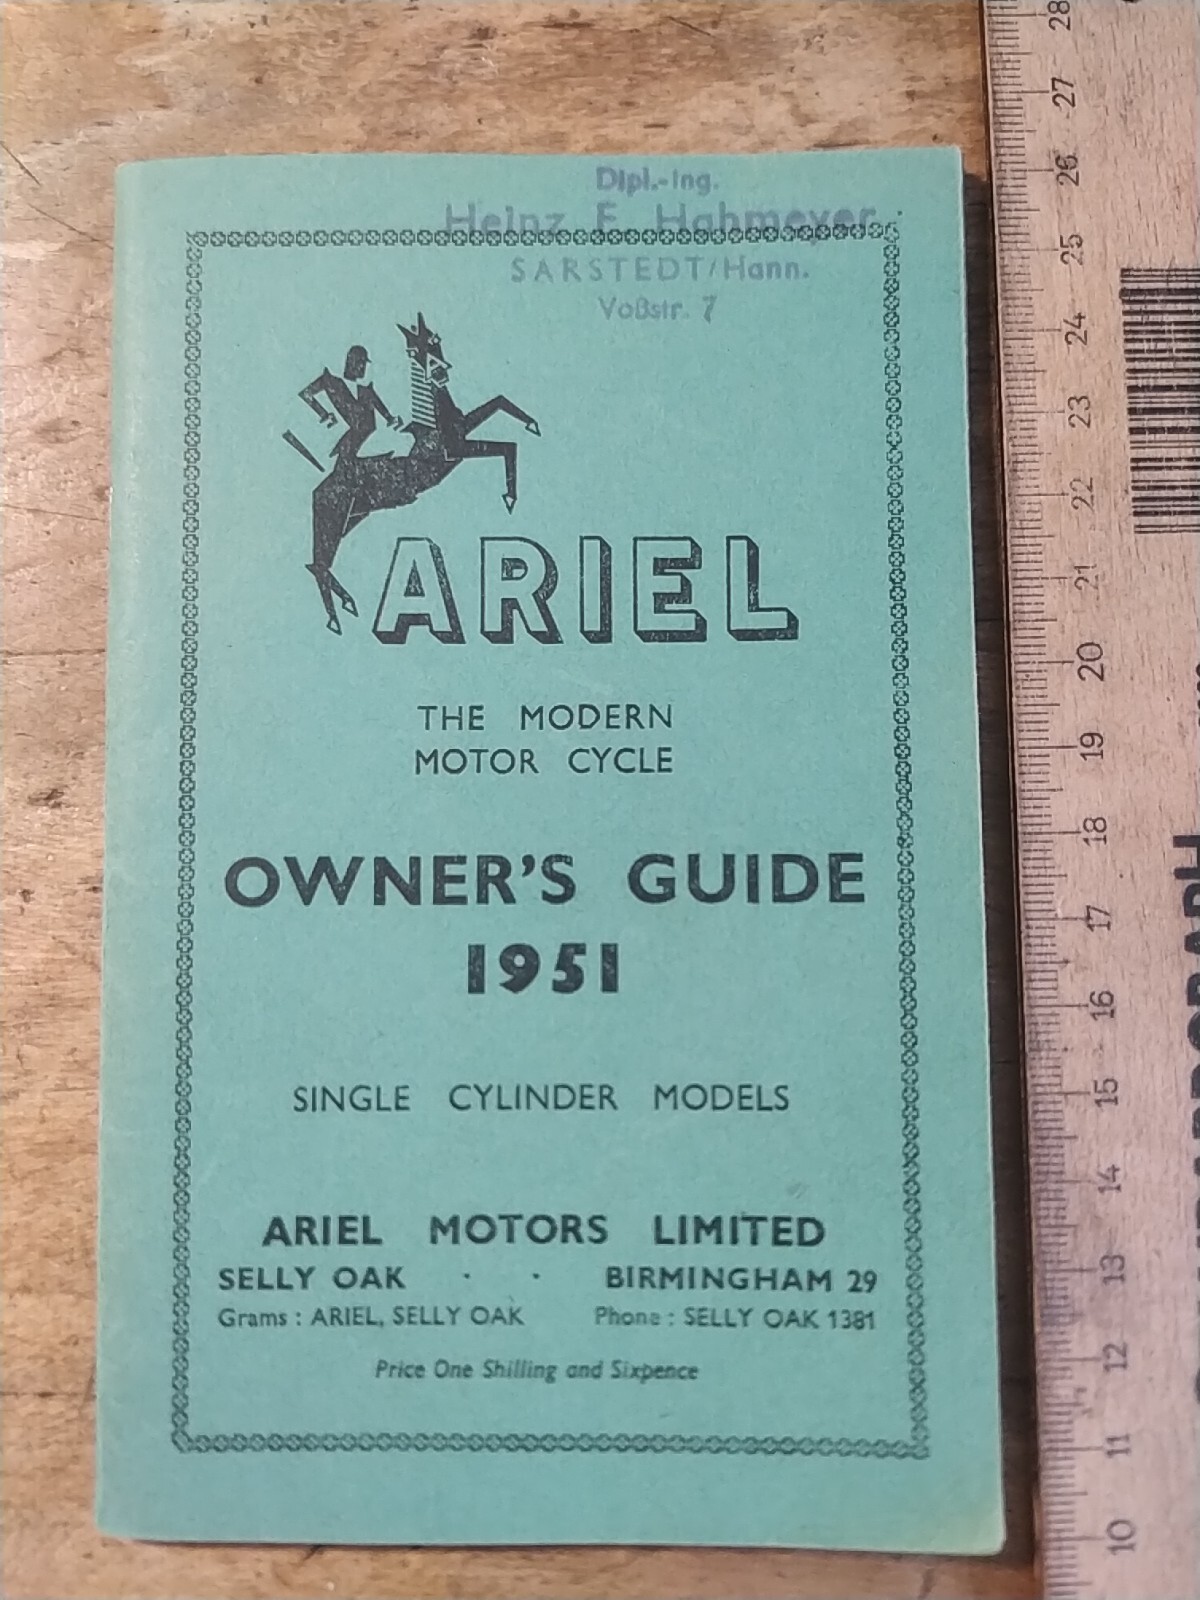 Dipl.-Ing.
Heinz F. Hahmeyer
SARSTEDT/Hann.
Voßstr. 7
ARIEL
THE MODERN
MOTOR CYCLE
OWNER'S GUIDE
1951
SINGLE CYLINDER MODELS
ARIEL MOTORS LIMITED
SELLY OAK · · BIRMINGHAM 29
Grams : ARIEL, SELLY OAK Phone : SELLY OAK 1381
Price One Shilling and Sixpence
28
27
26
25
24
23
22
21
20
19
18
17
16
15
14
13
12
11
10